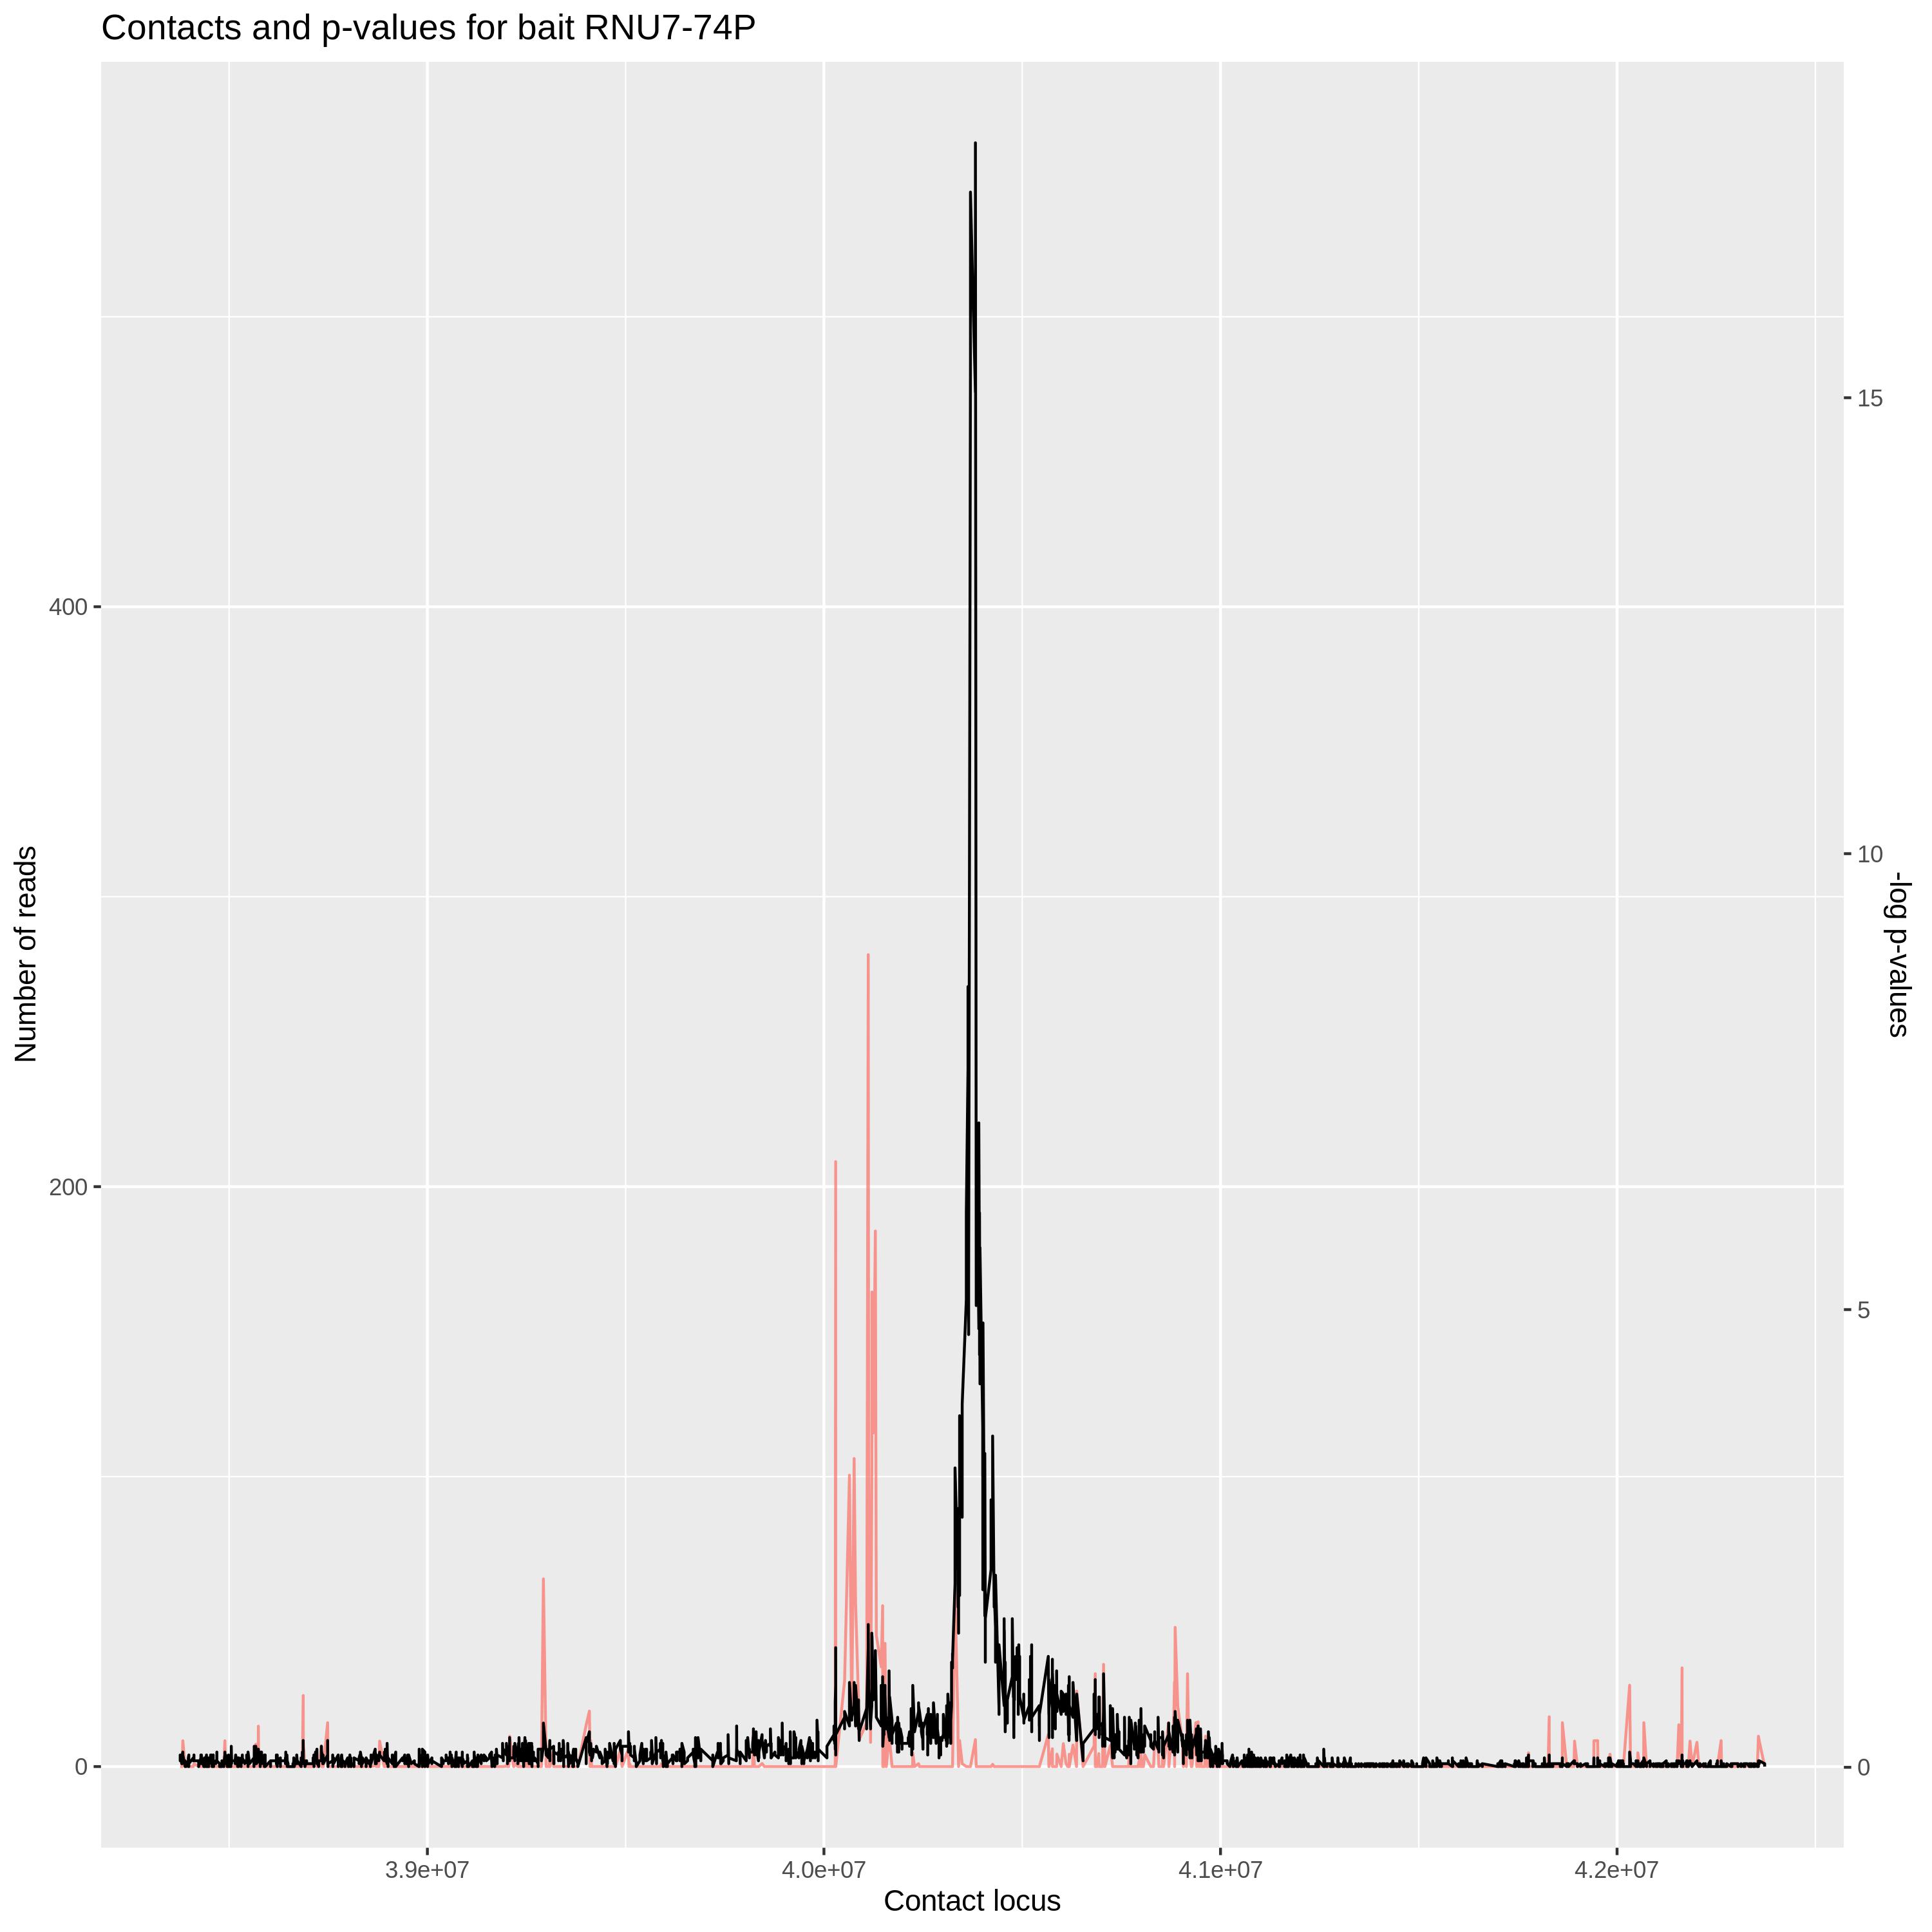 Contacts and p-values for bait RNU7-74P
Number of reads
400
200
0
15
10
5
0
-log p-values
3.9e+07
4.0e+07
4.1e+07
4.2e+07
Contact locus